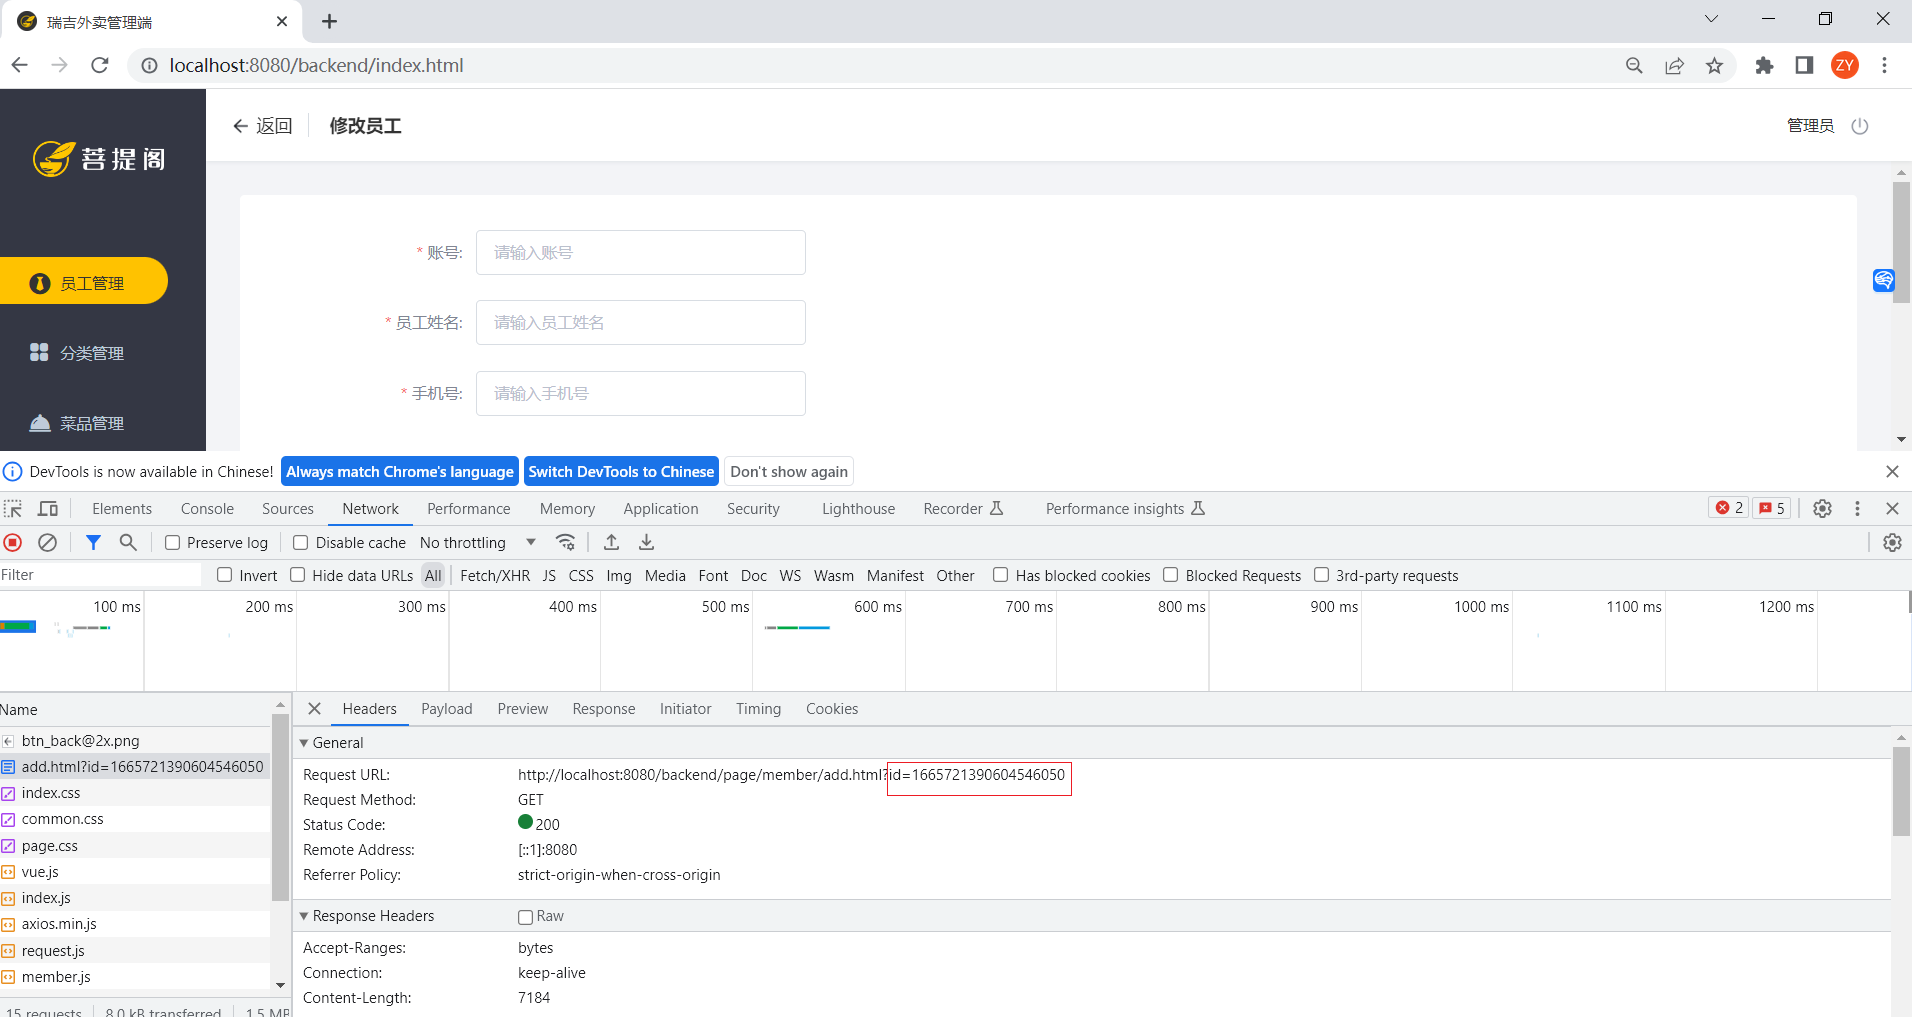 瑞吉外卖管理端
localhost:8080/backend/index.html
ZY
菩提阁
返回
修改员工
管理员
员工管理
分类管理
菜品管理
* 账号: 请输入账号
* 员工姓名: 请输入员工姓名
* 手机号: 请输入手机号
DevTools is now available in Chinese! Always match Chrome's language Switch DevTools to Chinese Don't show again
Elements Console Sources Network Performance Memory Application Security Lighthouse Recorder Performance insights 2 5
Preserve log Disable cache No throttling
Filter Invert Hide data URLs All Fetch/XHR JS CSS Img Media Font Doc WS Wasm Manifest Other Has blocked cookies Blocked Requests 3rd-party requests
100 ms 200 ms 300 ms 400 ms 500 ms 600 ms 700 ms 800 ms 900 ms 1000 ms 1100 ms 1200 ms
Name
btn_back@2x.png
add.html?id=1665721390604546050
index.css
common.css
page.css
vue.js
index.js
axios.min.js
request.js
member.js
15 requests 8.0 kB transferred 1.5 MB
Headers Payload Preview Response Initiator Timing Cookies
General
Request URL: http://localhost:8080/backend/page/member/add.html?id=1665721390604546050
Request Method: GET
Status Code: 200
Remote Address: [::1]:8080
Referrer Policy: strict-origin-when-cross-origin
Response Headers Raw
Accept-Ranges: bytes
Connection: keep-alive
Content-Length: 7184